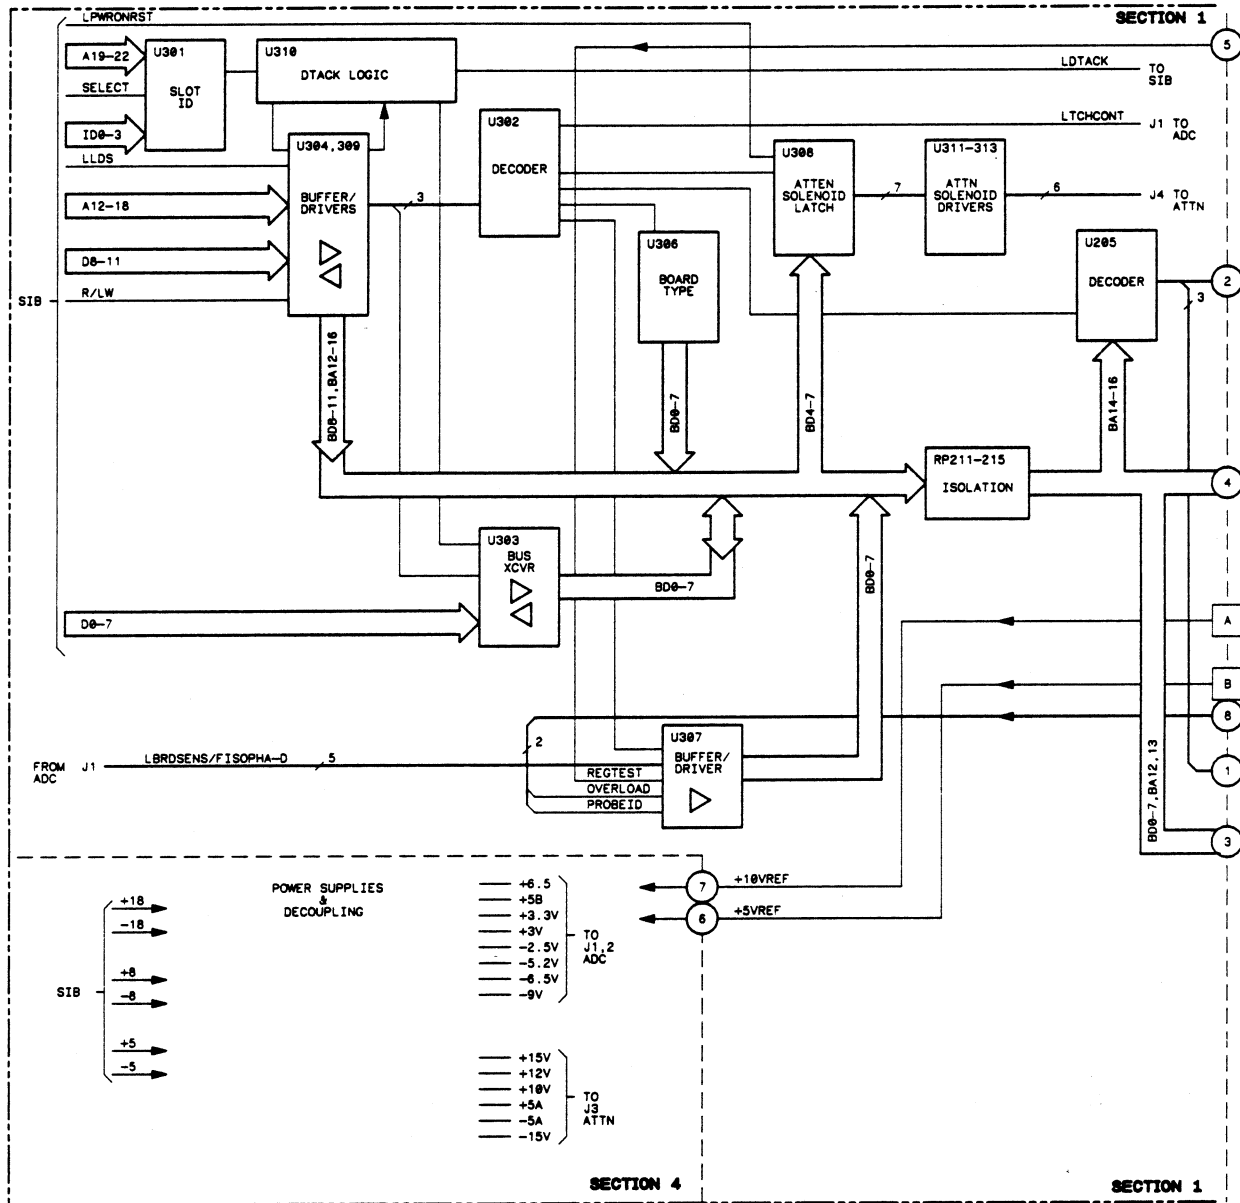 LPWRONRST
SECTION 1
A19-22
U301
SLOT
ID
SELECT
ID0-3
U310
DTACK LOGIC
LDTACK
TO
SIB
5
LLDS
U304,309
BUFFER/
DRIVERS
3
U302
DECODER
LTCHCONT
J1 TO
ADC
U308
ATTEN
SOLENOID
LATCH
7
U311-313
ATTN
SOLENOID
DRIVERS
6
J4 TO
ATTN
A12-18
D8-11
R/LW
SIB
U306
BOARD
TYPE
U205
DECODER
3
2
BD8-11,BA12-16
BD0-7
BD4-7
BA14-16
RP211-215
ISOLATION
4
U303
BUS
XCVR
BD0-7
BD0-7
D0-7
A
B
8
2
FROM
ADC
J1
LBRDSENS/FISOPHA-D
5
U307
BUFFER/
DRIVER
REGTEST
OVERLOAD
PROBEID
BD0-7,BA12,13
1
3
POWER SUPPLIES
&
DECOUPLING
7
+10VREF
6
+5VREF
SIB
+18
-18
+8
-8
+5
-5
+6.5
+5B
+3.3V
+3V
-2.5V
-5.2V
-6.5V
-9V
TO
J1,2
ADC
+15V
+12V
+10V
+5A
-5A
-15V
TO
J3
ATTN
SECTION 4
SECTION 1